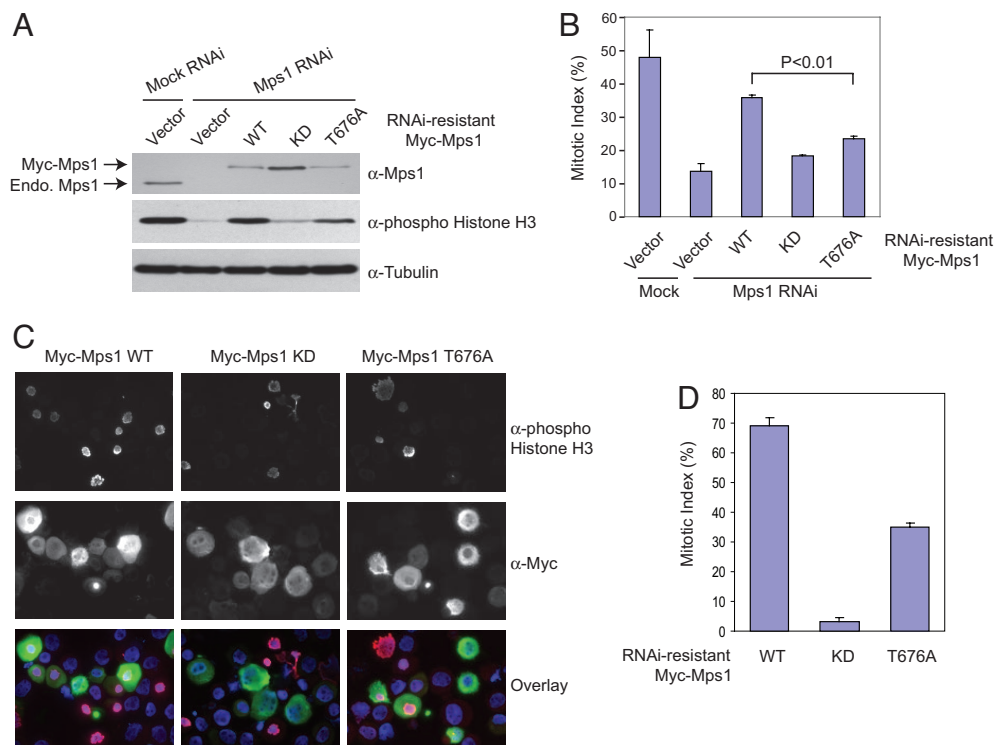 A
Mock RNAi
Mps1 RNAi
Vector
Vector
WT
KD
T676A
RNAi-resistant
Myc-Mps1
Myc-Mps1
Endo. Mps1
α-Mps1
α-phospho Histone H3
α-Tubulin
B
Mitotic Index (%)
60
50
40
30
20
10
0
P<0.01
Vector
Vector
WT
KD
T676A
RNAi-resistant
Myc-Mps1
Mock
Mps1 RNAi
C
Myc-Mps1 WT
Myc-Mps1 KD
Myc-Mps1 T676A
α-phospho
Histone H3
α-Myc
Overlay
D
Mitotic Index (%)
80
70
60
50
40
30
20
10
0
RNAi-resistant
Myc-Mps1
WT
KD
T676A